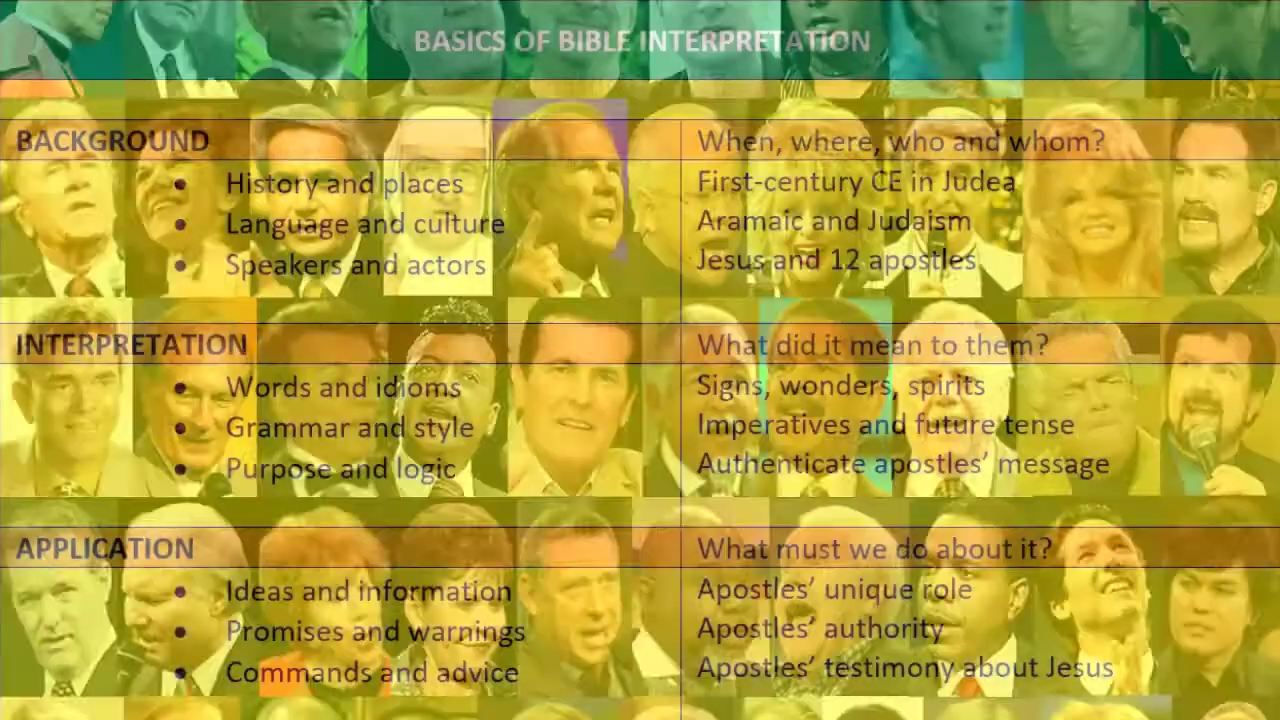 BASICS OF BIBLE INTERPRETATION
BACKGROUND When, where, who and whom?
• History and places First-century CE in Judea
• Language and culture Aramaic and Judaism
• Speakers and actors Jesus and 12 apostles
INTERPRETATION What did it mean to them?
• Words and idioms Signs, wonders, spirits
• Grammar and style Imperatives and future tense
• Purpose and logic Authenticate apostles' message
APPLICATION What must we do about it?
• Ideas and information Apostles' unique role
• Promises and warnings Apostles' authority
• Commands and advice Apostles' testimony about Jesus